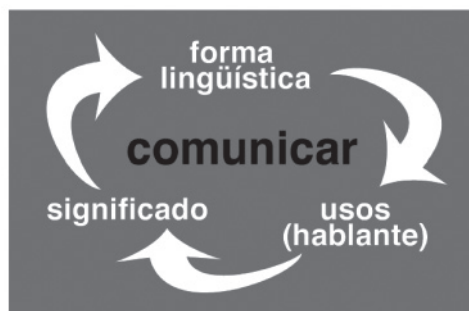 forma
lingüística
comunicar
significado
usos
(hablante)